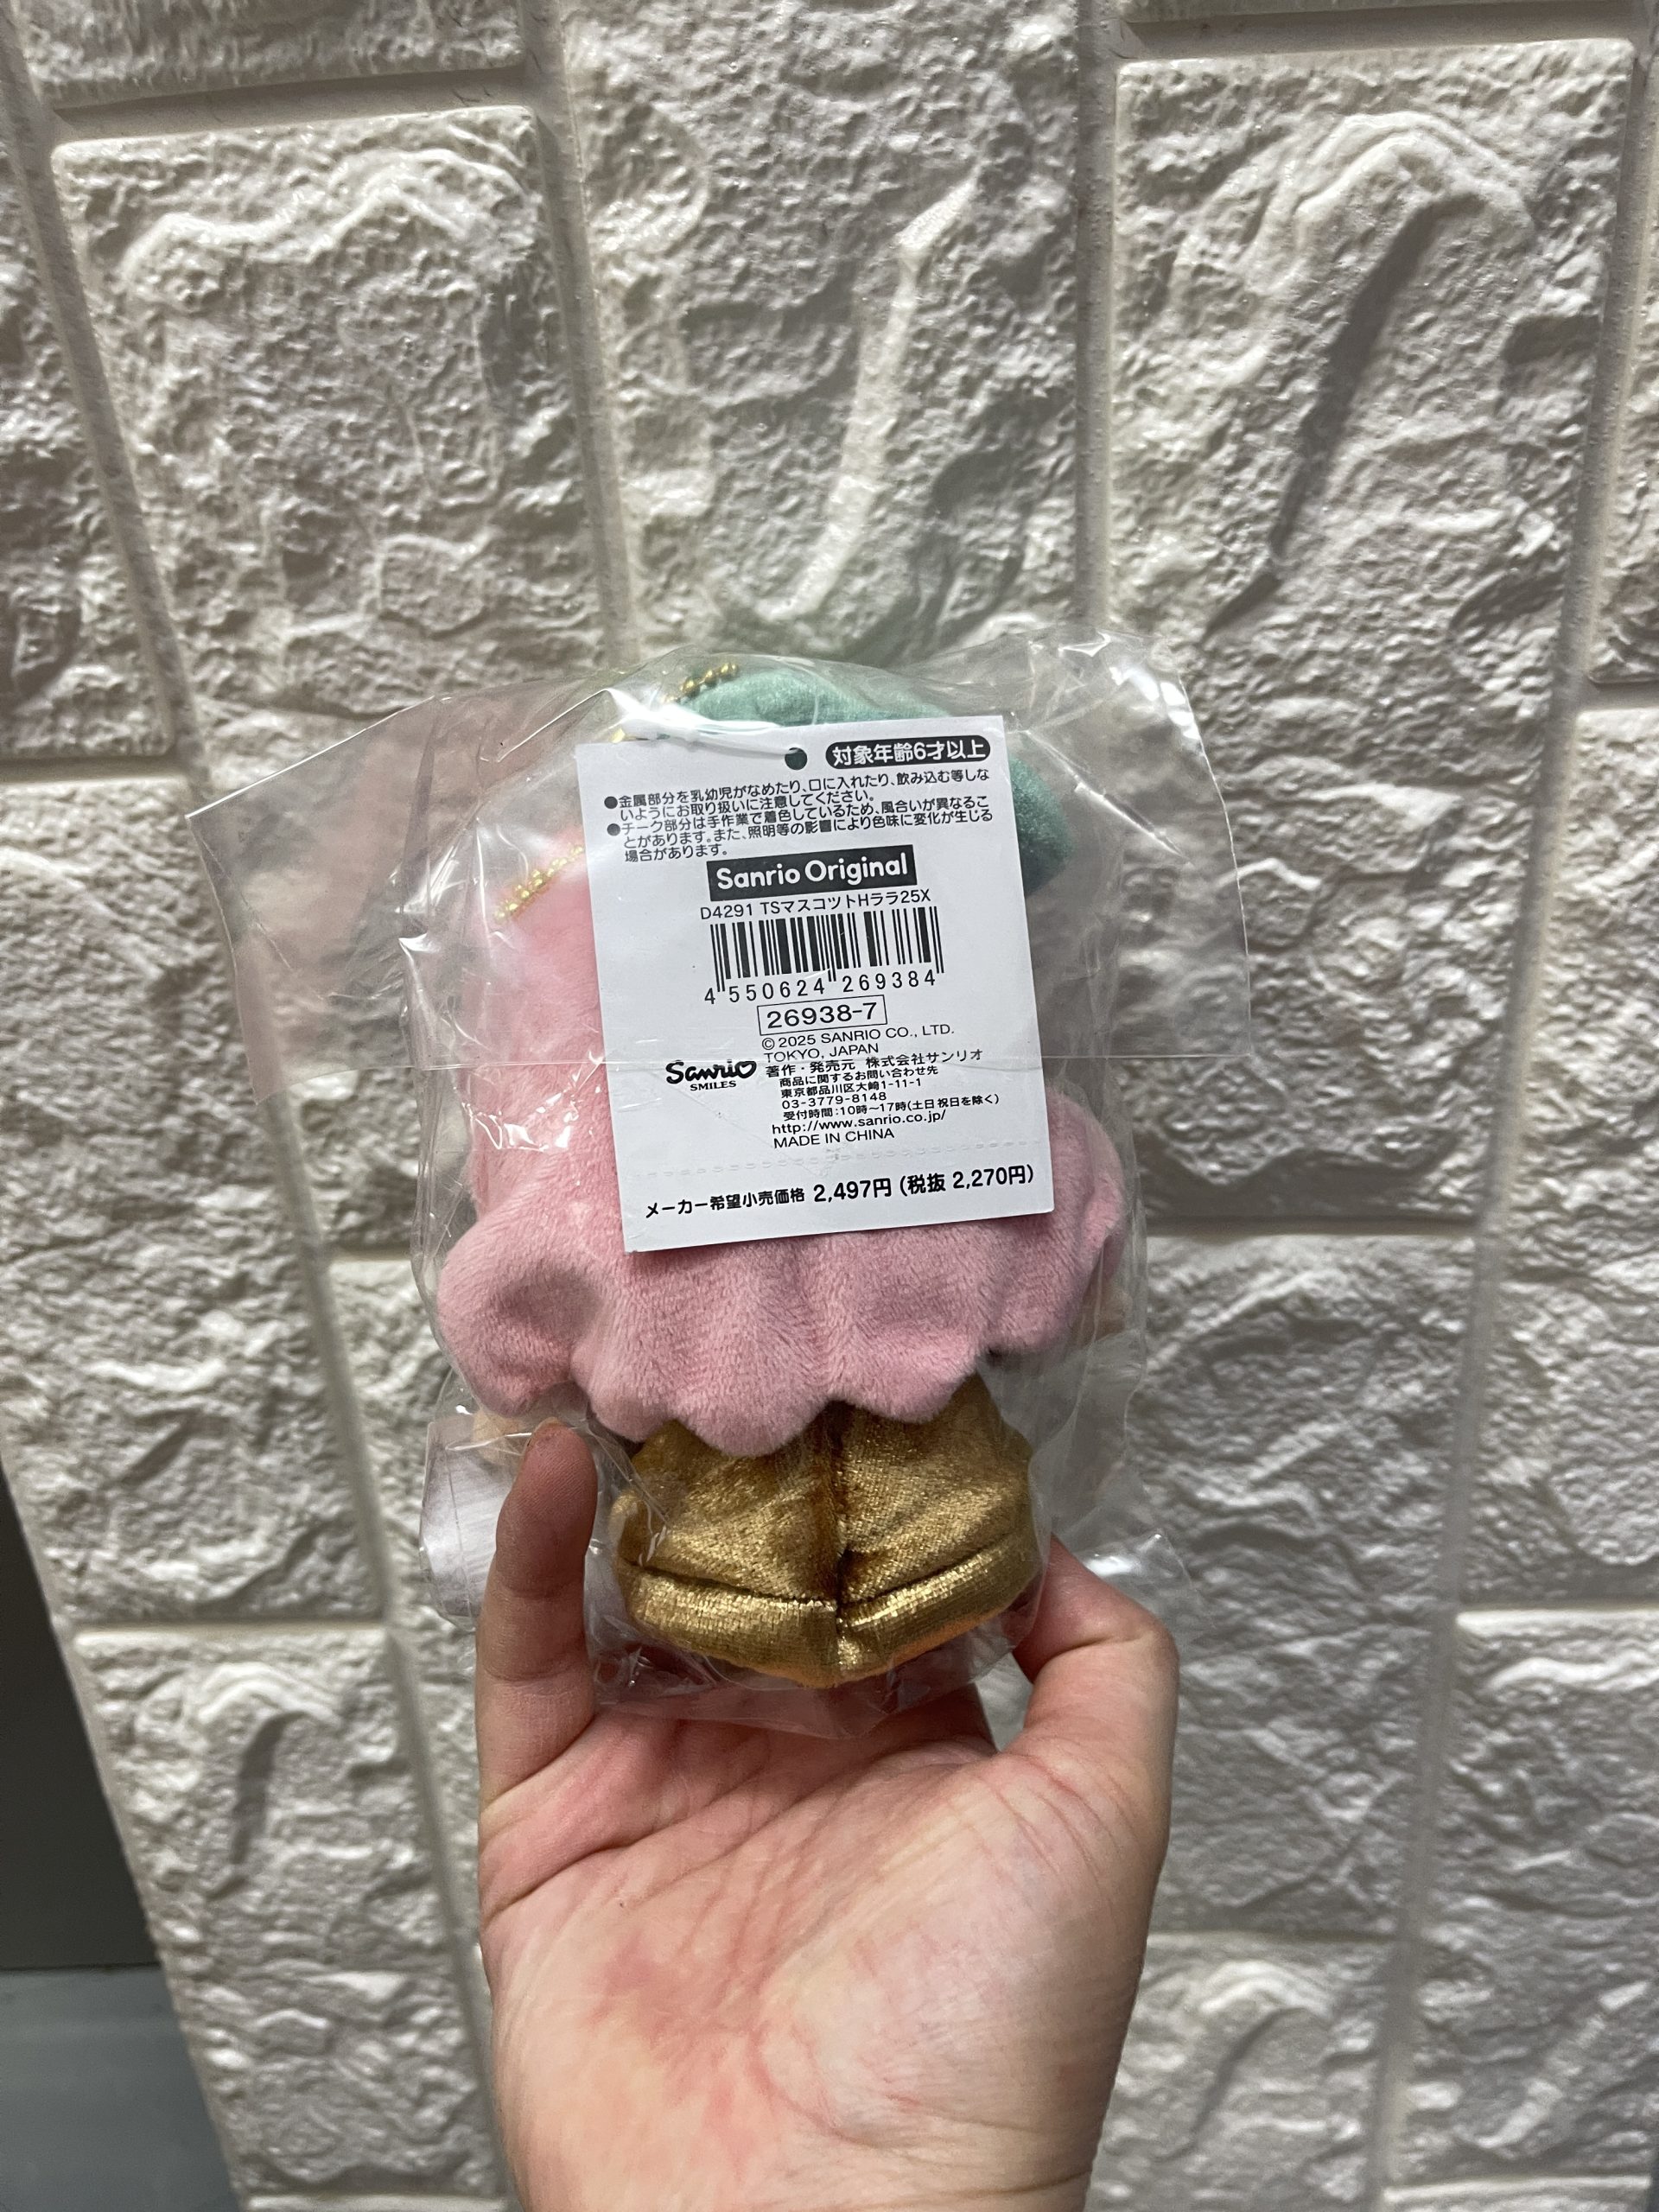 対象年齢6才以上
●金属部分を乳幼児がなめたり、口に入れたり、飲み込む等しな
いようにお取り扱いに注意してください。
●チーク部分は手作業で着色しているため、風合いが異なるこ
とがあります。また、照明等の影響により色味に変化が生じる
場合があります。
Sanrio Original
D4291 TSマスコツトHララ25X
4 550624 269384
26938-7
© 2025 SANRIO CO., LTD.
TOKYO, JAPAN
Sanrio
SMILES
著作・発売元 株式会社サンリオ
商品に関するお問い合わせ先
東京都品川区大崎1-11-1
03-3779-8148
受付時間:10時～17時(土日祝日を除く)
http://www.sanrio.co.jp/
MADE IN CHINA
メーカー希望小売価格 2,497円 (税抜 2,270円)